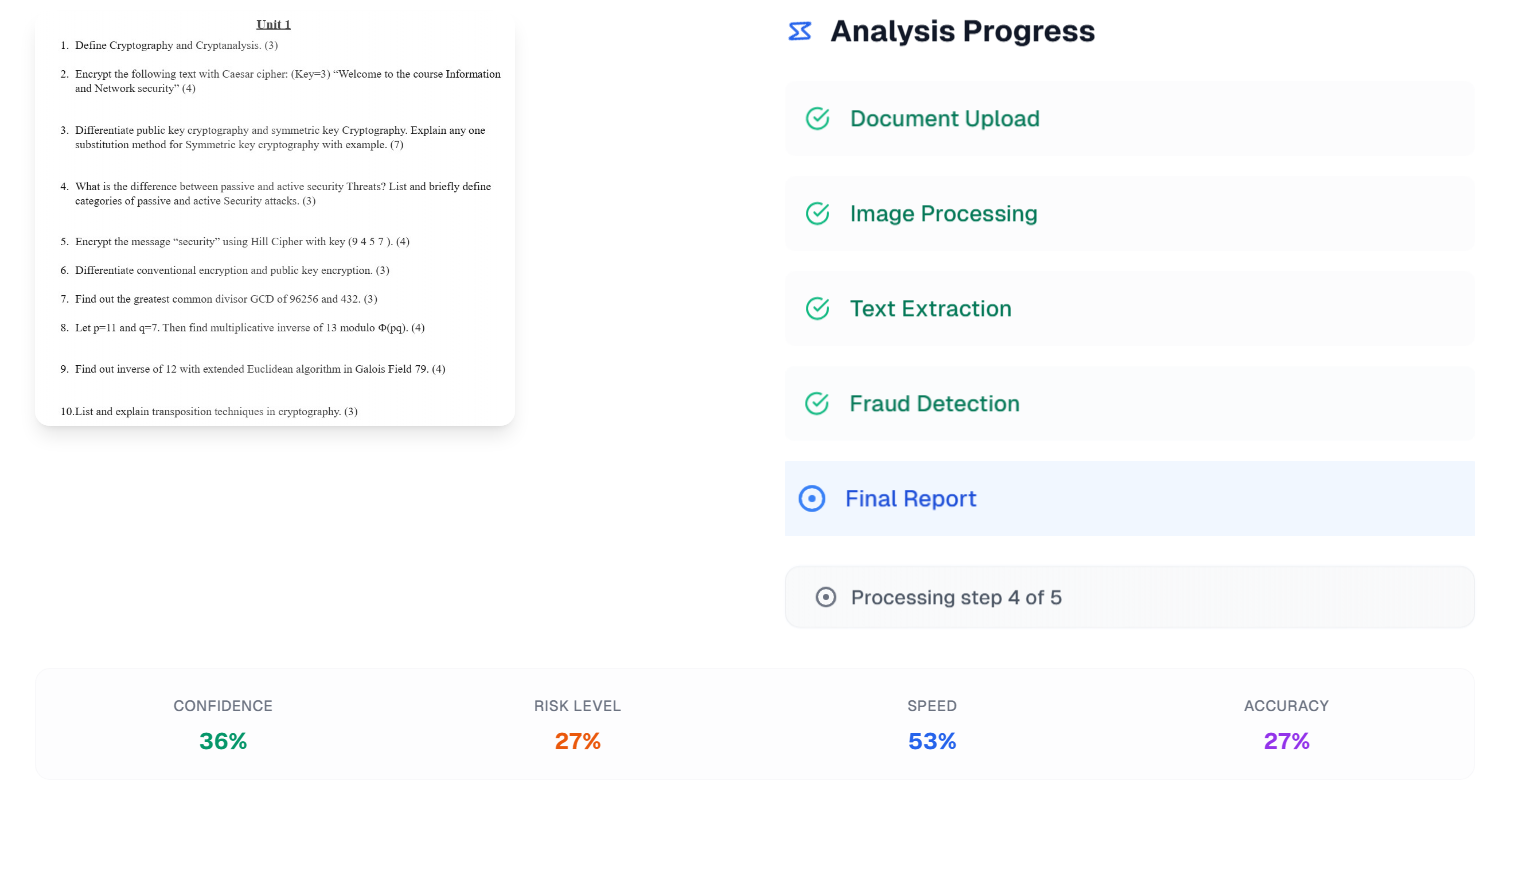 Unit 1
1. Define Cryptography and Cryptanalysis. (3)
2. Encrypt the following text with Caesar cipher: (Key=3) “Welcome to the course Information
and Network security” (4)
3. Differentiate public key cryptography and symmetric key Cryptography. Explain any one
substitution method for Symmetric key cryptography with example. (7)
4. What is the difference between passive and active security Threats? List and briefly define
categories of passive and active Security attacks. (3)
5. Encrypt the message “security” using Hill Cipher with key (9 4 5 7 ). (4)
6. Differentiate conventional encryption and public key encryption. (3)
7. Find out the greatest common divisor GCD of 96256 and 432. (3)
8. Let p=11 and q=7. Then find multiplicative inverse of 13 modulo Φ(pq). (4)
9. Find out inverse of 12 with extended Euclidean algorithm in Galois Field 79. (4)
10.List and explain transposition techniques in cryptography. (3)
Analysis Progress
Document Upload
Image Processing
Text Extraction
Fraud Detection
Final Report
Processing step 4 of 5
CONFIDENCE
36%
RISK LEVEL
27%
SPEED
53%
ACCURACY
27%